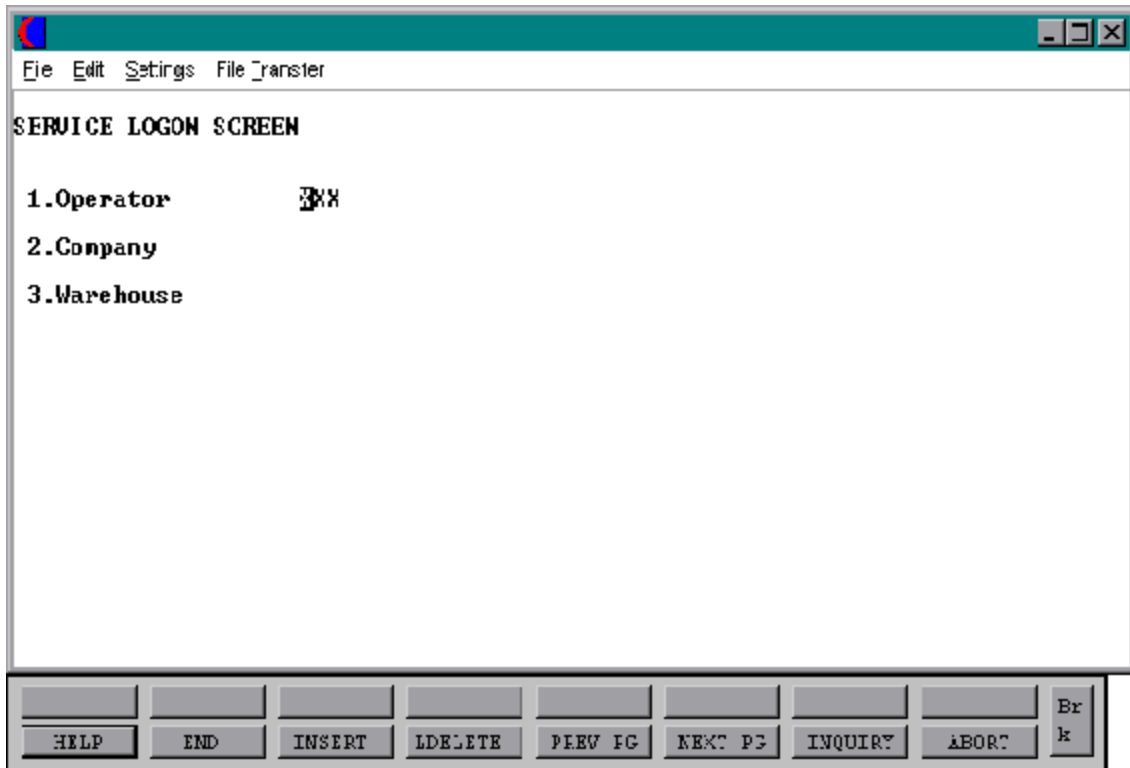 File Edit Settings File Transfer
SERVICE LOGON SCREEN
1.Operator XXX
2.Company
3.Warehouse
Br
HELP END INSERT LDELETE PREV PG NEXT PG INQUIRY ABORT k